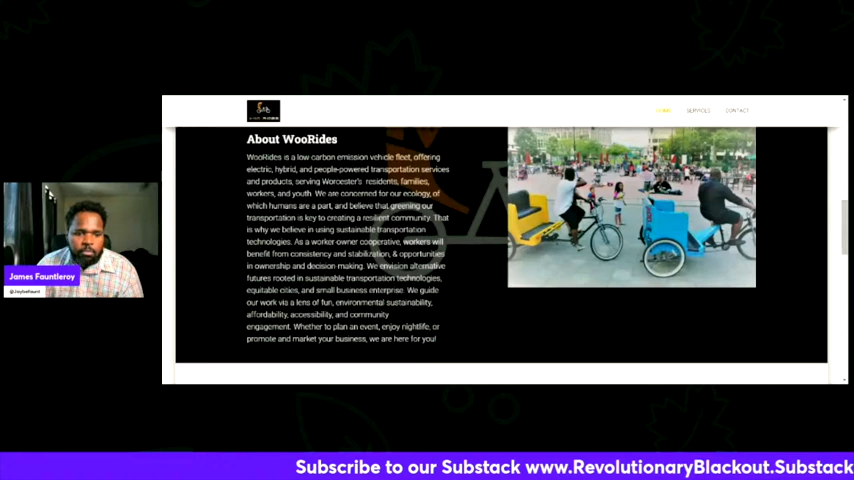 HOME
SERVICES
CONTACT
About WooRides
WooRides is a low carbon emission vehicle fleet, offering
electric, hybrid, and people-powered transportation services
and products, serving Worcester's residents, families,
workers, and youth. We are concerned for our ecology, of
which humans are a part, and believe that greening our
transportation is key to creating a resilient community. That
is why we believe in using sustainable transportation
technologies. As a worker-owner cooperative, workers will
benefit from consistency and stabilization, & opportunities
in ownership and decision making. We envision alternative
futures rooted in sustainable transportation technologies,
equitable cities, and small business enterprise. We guide
our work via a lens of fun, environmental sustainability,
affordability, accessibility, and community
engagement. Whether to plan an event, enjoy nightlife, or
promote and market your business, we are here for you!
James Fauntleroy
Subscribe to our Substack www.RevolutionaryBlackout.Substack